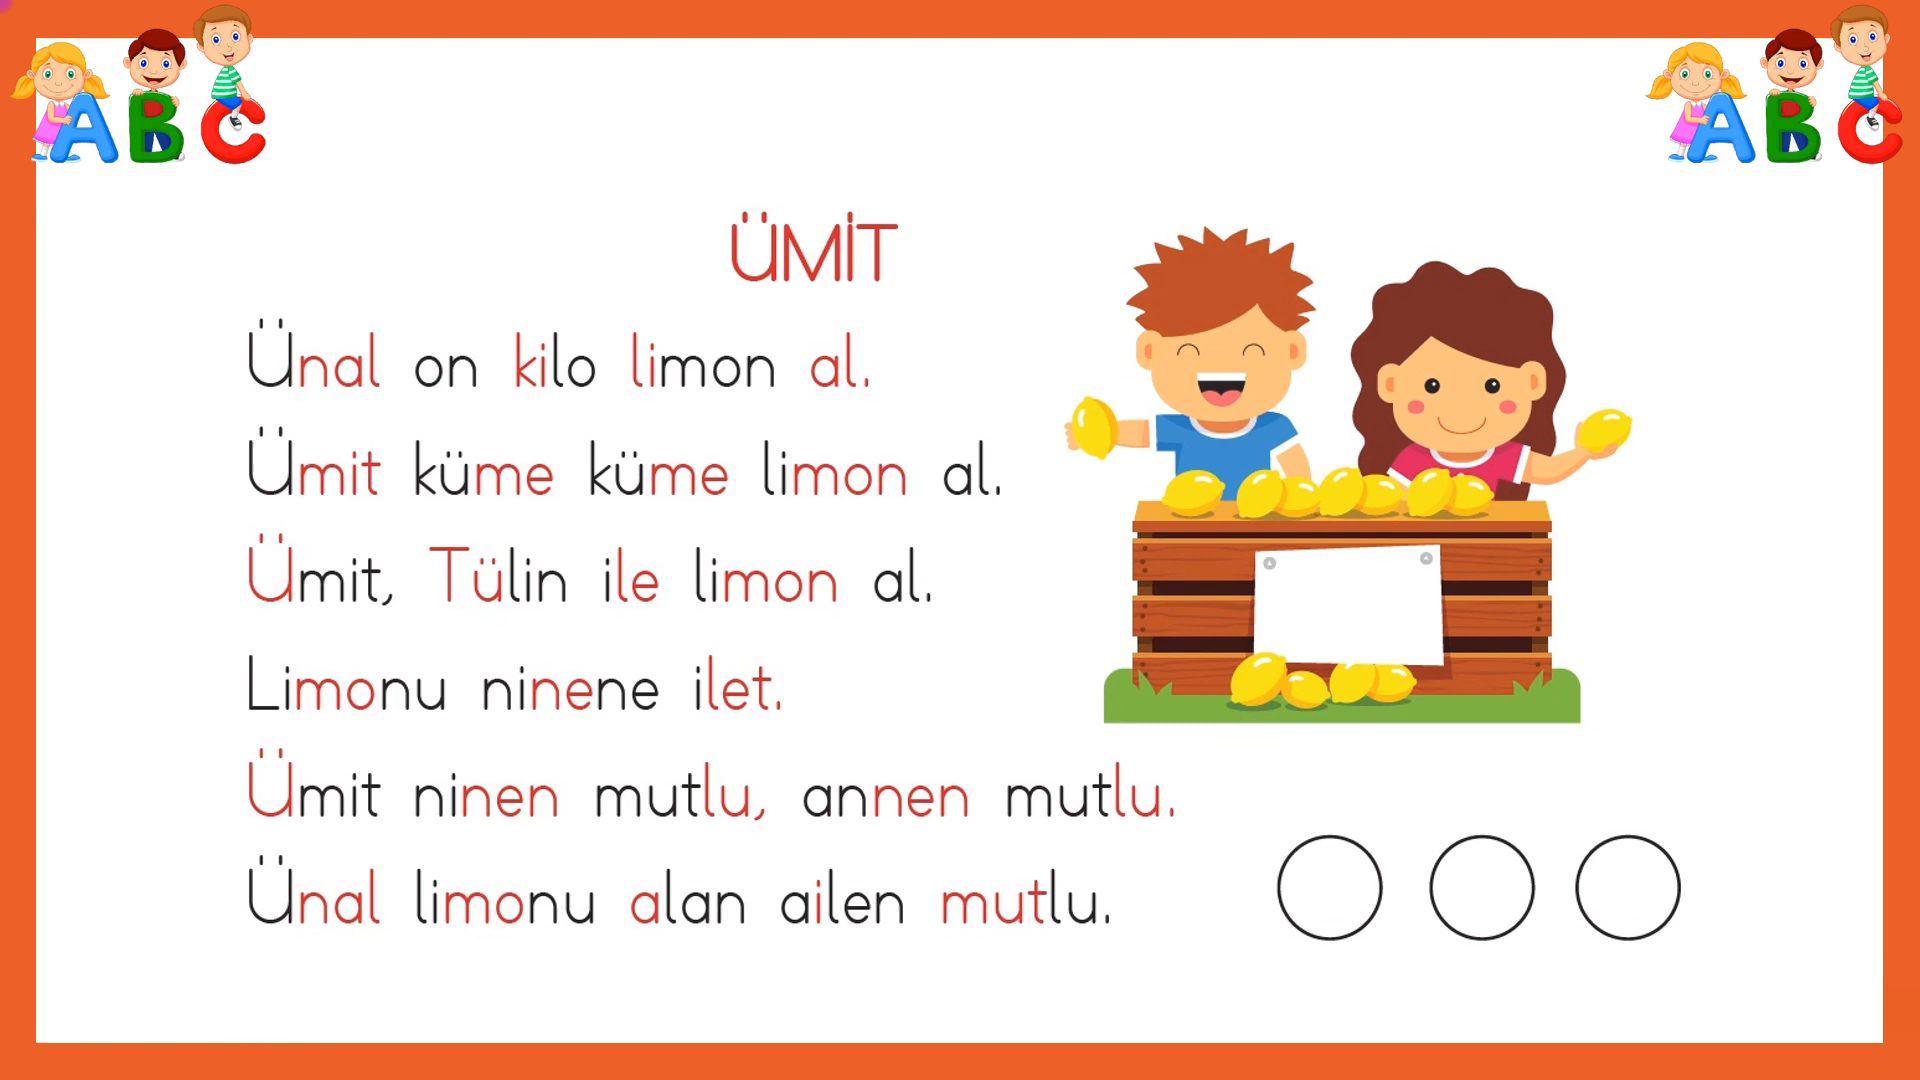 A B C
A B C
ÜMİT
Ünal on kilo limon al.
Ümit küme küme limon al.
Ümit, Tülin ile limon al.
Limonu ninene ilet.
Ümit ninen mutlu, annen mutlu.
Ünal limonu alan ailen mutlu.